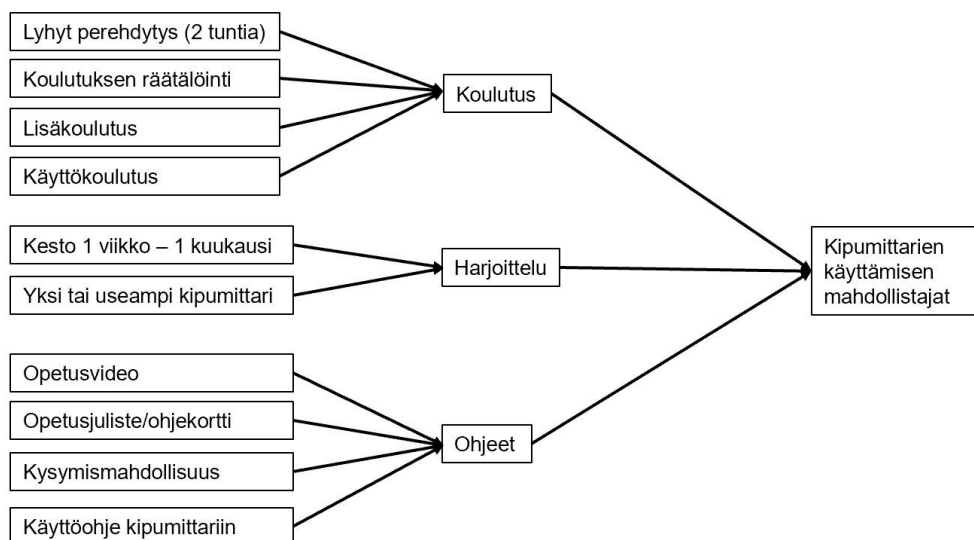 Lyhyt perehdytys (2 tuntia)
Koulutuksen räätälöinti
Lisäkoulutus
Käyttökoulutus
Koulutus
Kesto 1 viikko – 1 kuukausi
Yksi tai useampi kipumittari
Harjoittelu
Opetusvideo
Opetusjuliste/ohjekortti
Kysymismahdollisuus
Käyttöohje kipumittariin
Ohjeet
Kipumittarien
käyttämisen
mahdollistajat